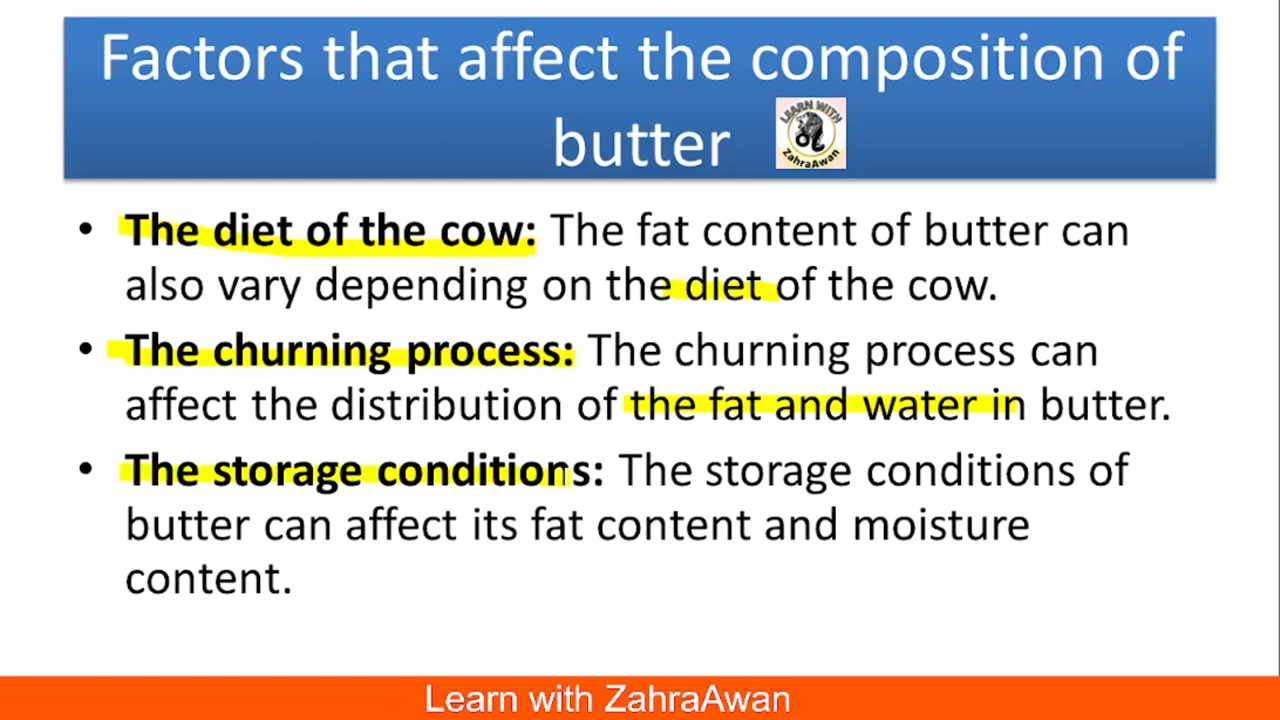 Factors that affect the composition of
butter
LEARN WITH
ZahraAwan
• The diet of the cow: The fat content of butter can
also vary depending on the diet of the cow.
• The churning process: The churning process can
affect the distribution of the fat and water in butter.
• The storage conditions: The storage conditions of
butter can affect its fat content and moisture
content.
Learn with ZahraAwan